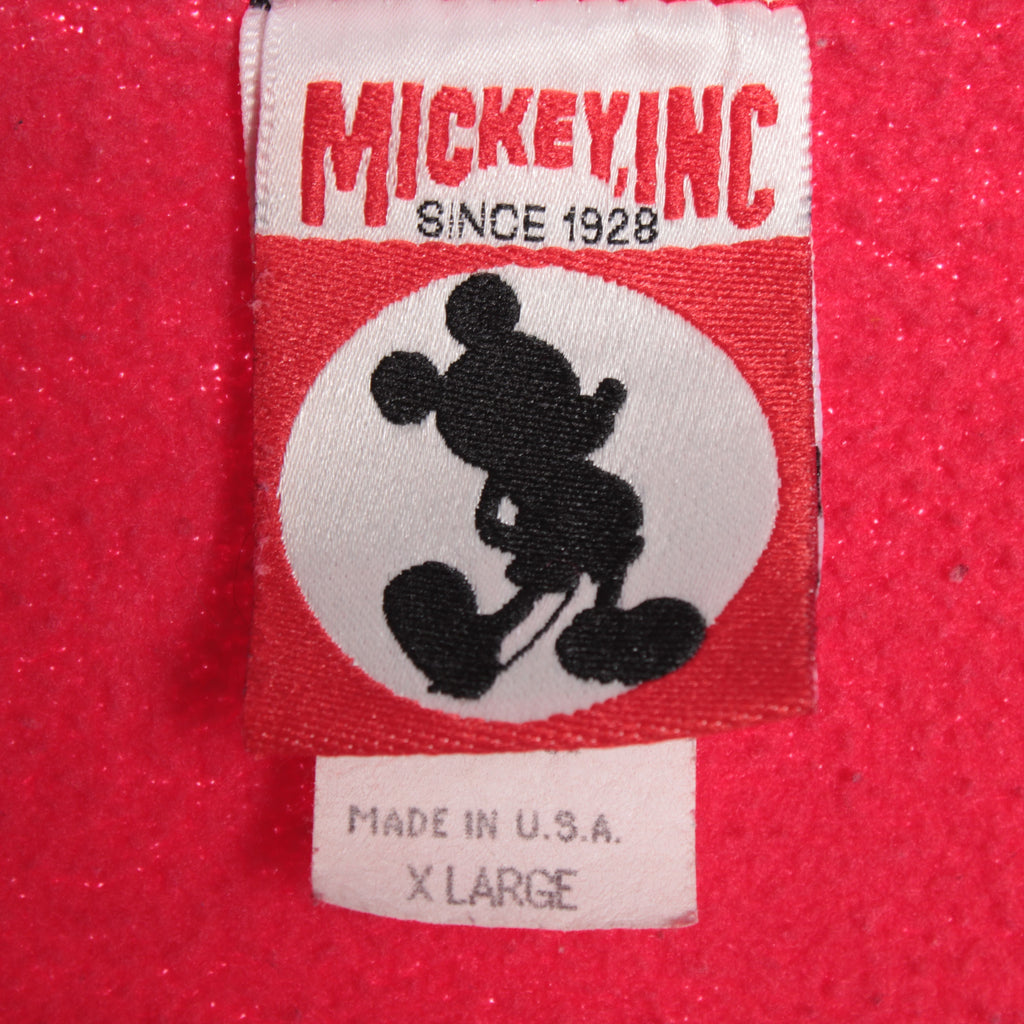 MICKEY, INC
SINCE 1928
MADE IN U.S.A.
X LARGE